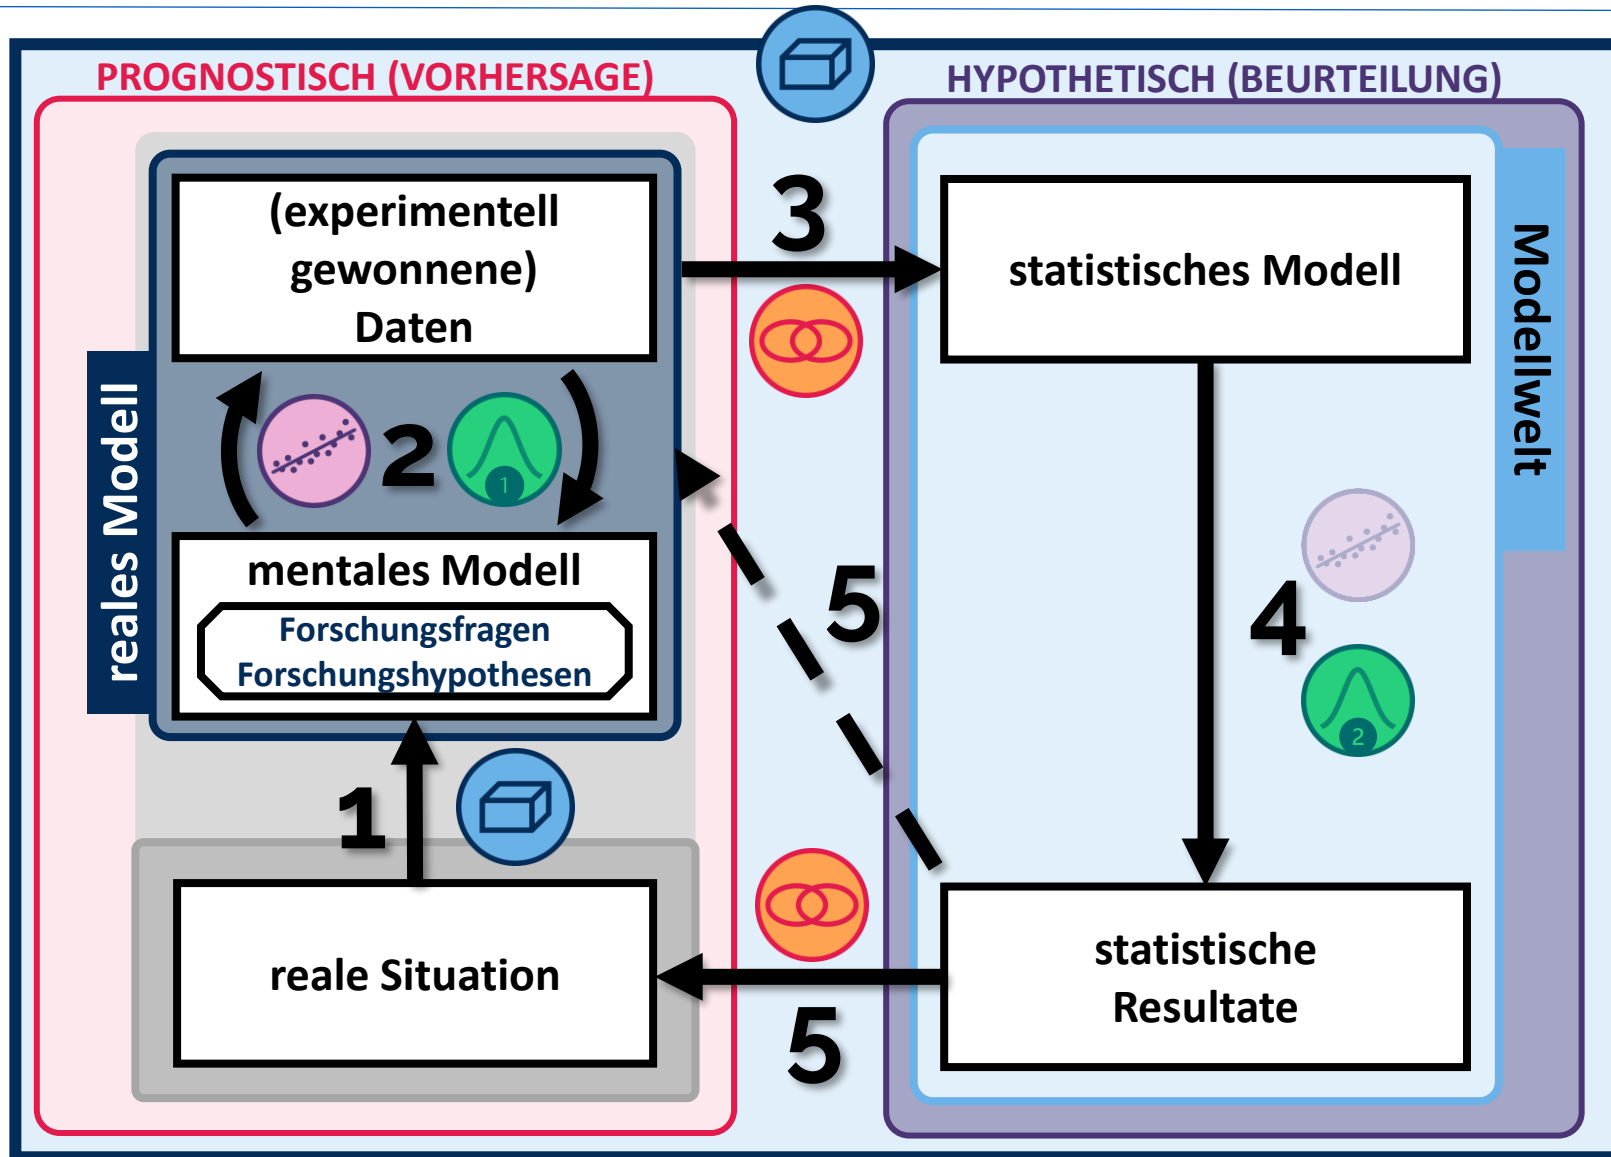 PROGNOSTISCH (VORHERSAGE)
HYPOTHETISCH (BEURTEILUNG)
(experimentell
gewonnene)
Daten
3
statistisches Modell
Modellwelt
reales Modell
2
1
mentales Modell
Forschungsfragen
Forschungshypothesen
5
4
2
1
reale Situation
5
statistische
Resultate